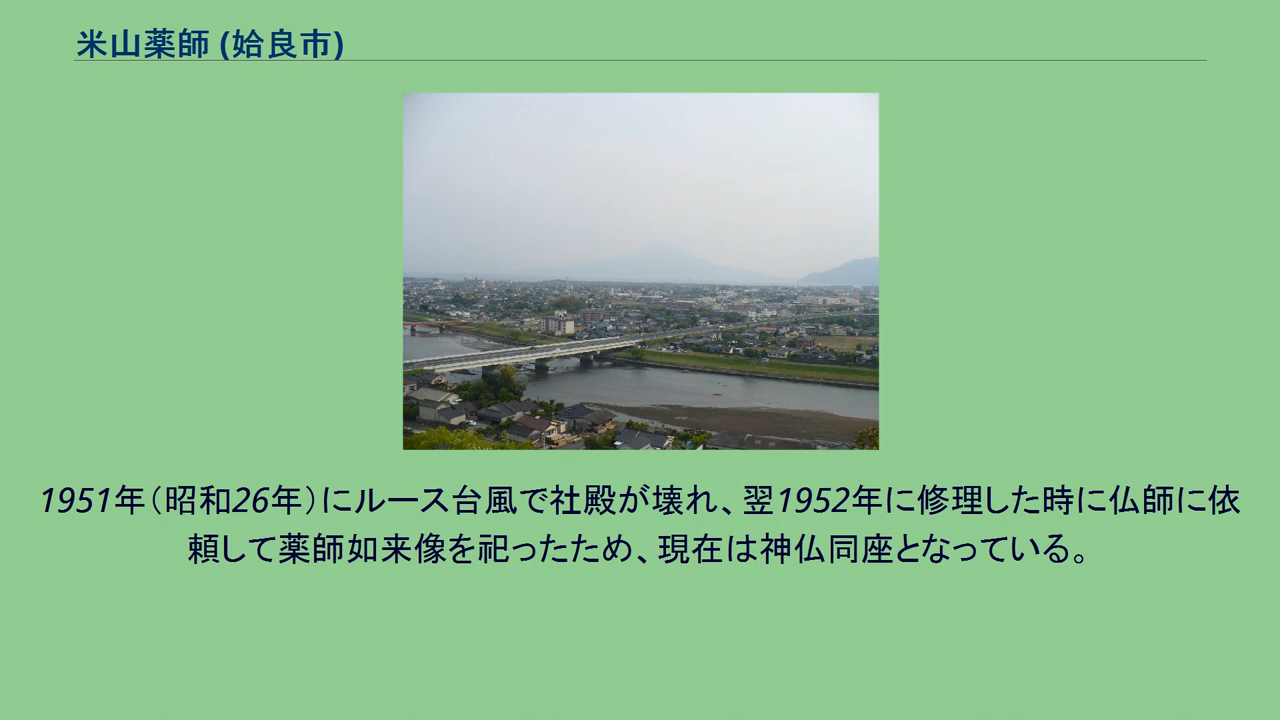 米山薬師 (姶良市)
1951年（昭和26年）にルース台風で社殿が壊れ、翌1952年に修理した時に仏師に依
頼して薬師如来像を祀ったため、現在は神仏同座となっている。